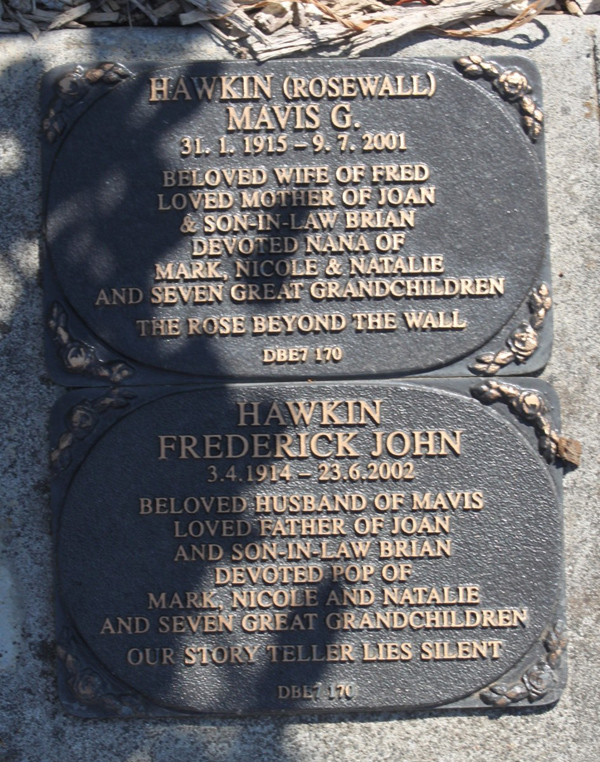 HAWKIN (ROSEWALL)
MAVIS G.
31. 1. 1915 – 9. 7. 2001
BELOVED WIFE OF FRED
LOVED MOTHER OF JOAN
& SON-IN-LAW BRIAN
DEVOTED NANA OF
MARK, NICOLE & NATALIE
AND SEVEN GREAT GRANDCHILDREN
THE ROSE BEYOND THE WALL
DBE7 170
HAWKIN
FREDERICK JOHN
3.4.1914 – 23.6.2002
BELOVED HUSBAND OF MAVIS
LOVED FATHER OF JOAN
AND SON-IN-LAW BRIAN
DEVOTED POP OF
MARK, NICOLE AND NATALIE
AND SEVEN GREAT GRANDCHILDREN
OUR STORY TELLER LIES SILENT
DBE7 170